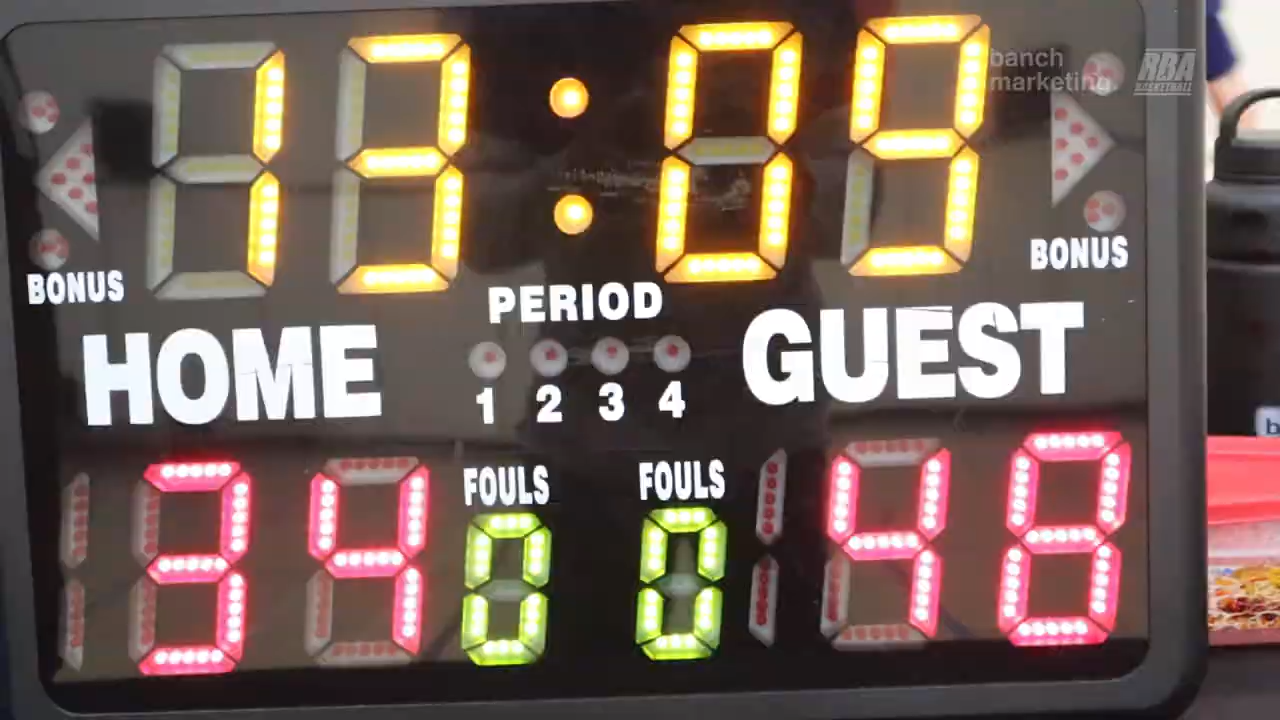 13:09
banch
marketing.
RBA
BASKETBALL
BONUS
BONUS
PERIOD
HOME
GUEST
1 2 3 4
FOULS
FOULS
34
0
0
48
b